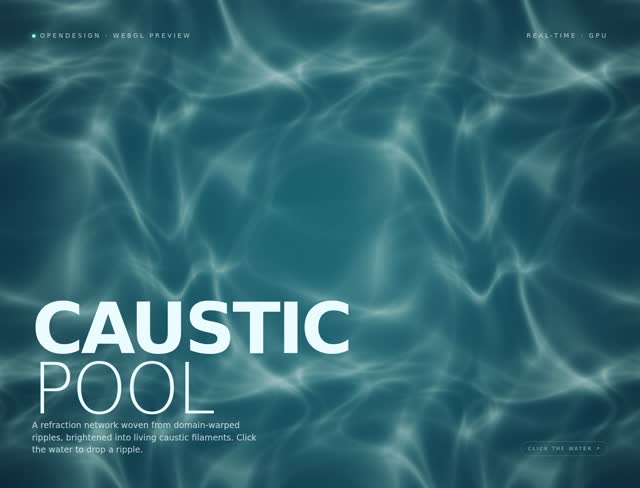 OPENDESIGN · WEBGL PREVIEW
REAL-TIME · GPU
CAUSTIC
POOL
A refraction network woven from domain-warped
ripples, brightened into living caustic filaments. Click
the water to drop a ripple.
CLICK THE WATER ↗